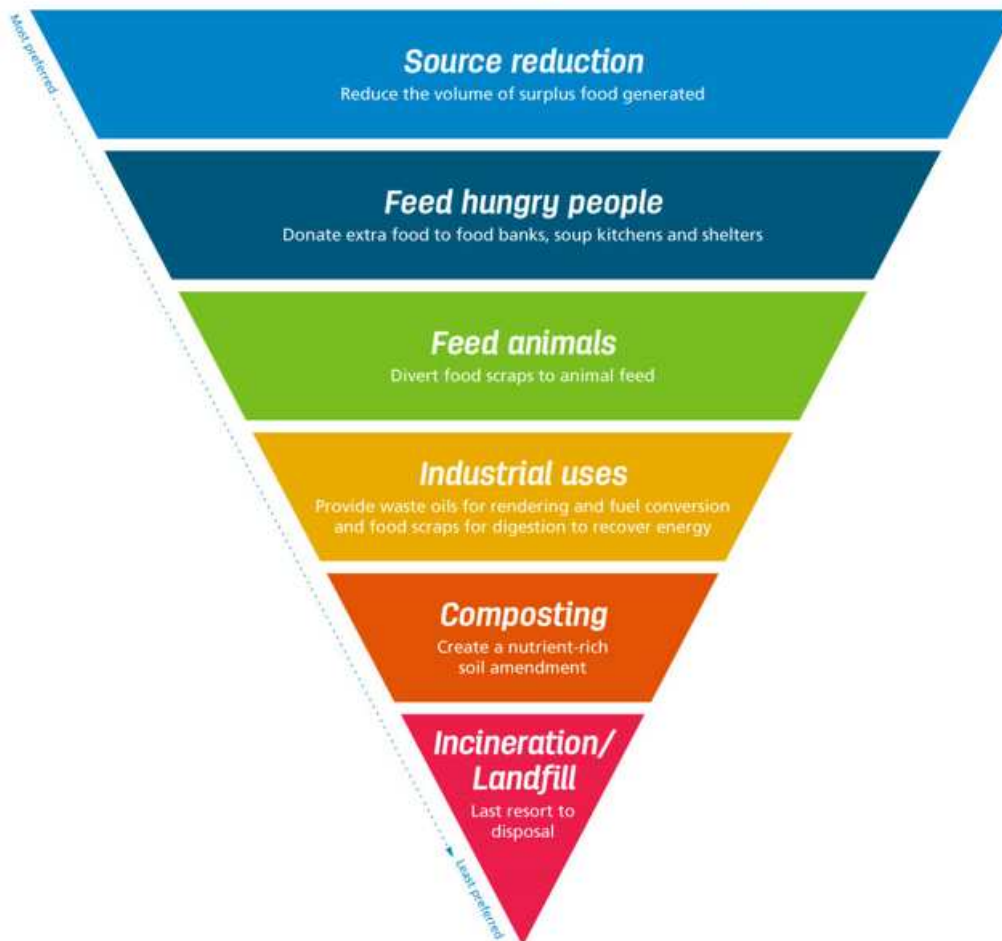 Most preferred
Source reduction
Reduce the volume of surplus food generated
Feed hungry people
Donate extra food to food banks, soup kitchens and shelters
Feed animals
Divert food scraps to animal feed
Industrial uses
Provide waste oils for rendering and fuel conversion
and food scraps for digestion to recover energy
Composting
Create a nutrient-rich
soil amendment
Incineration/
Landfill
Last resort to
disposal
Least preferred